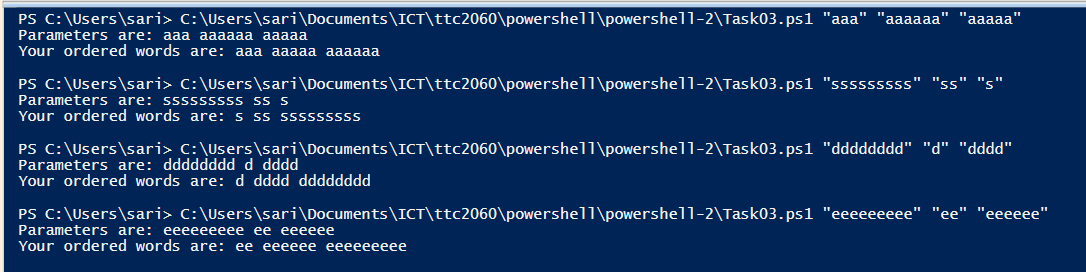 PS C:\Users\sari> C:\Users\sari\Documents\ICT\ttc2060\powershell\powershell-2\Task03.ps1 "aaa" "aaaaaa" "aaaaa"
Parameters are: aaa aaaaaa aaaaa
Your ordered words are: aaa aaaaa aaaaaa
PS C:\Users\sari> C:\Users\sari\Documents\ICT\ttc2060\powershell\powershell-2\Task03.ps1 "sssssssss" "ss" "s"
Parameters are: sssssssss ss s
Your ordered words are: s ss sssssssss
PS C:\Users\sari> C:\Users\sari\Documents\ICT\ttc2060\powershell\powershell-2\Task03.ps1 "dddddddd" "d" "dddd"
Parameters are: dddddddd d dddd
Your ordered words are: d dddd dddddddd
PS C:\Users\sari> C:\Users\sari\Documents\ICT\ttc2060\powershell\powershell-2\Task03.ps1 "eeeeeeeee" "ee" "eeeeee"
Parameters are: eeeeeeeee ee eeeeee
Your ordered words are: ee eeeeee eeeeeeeee